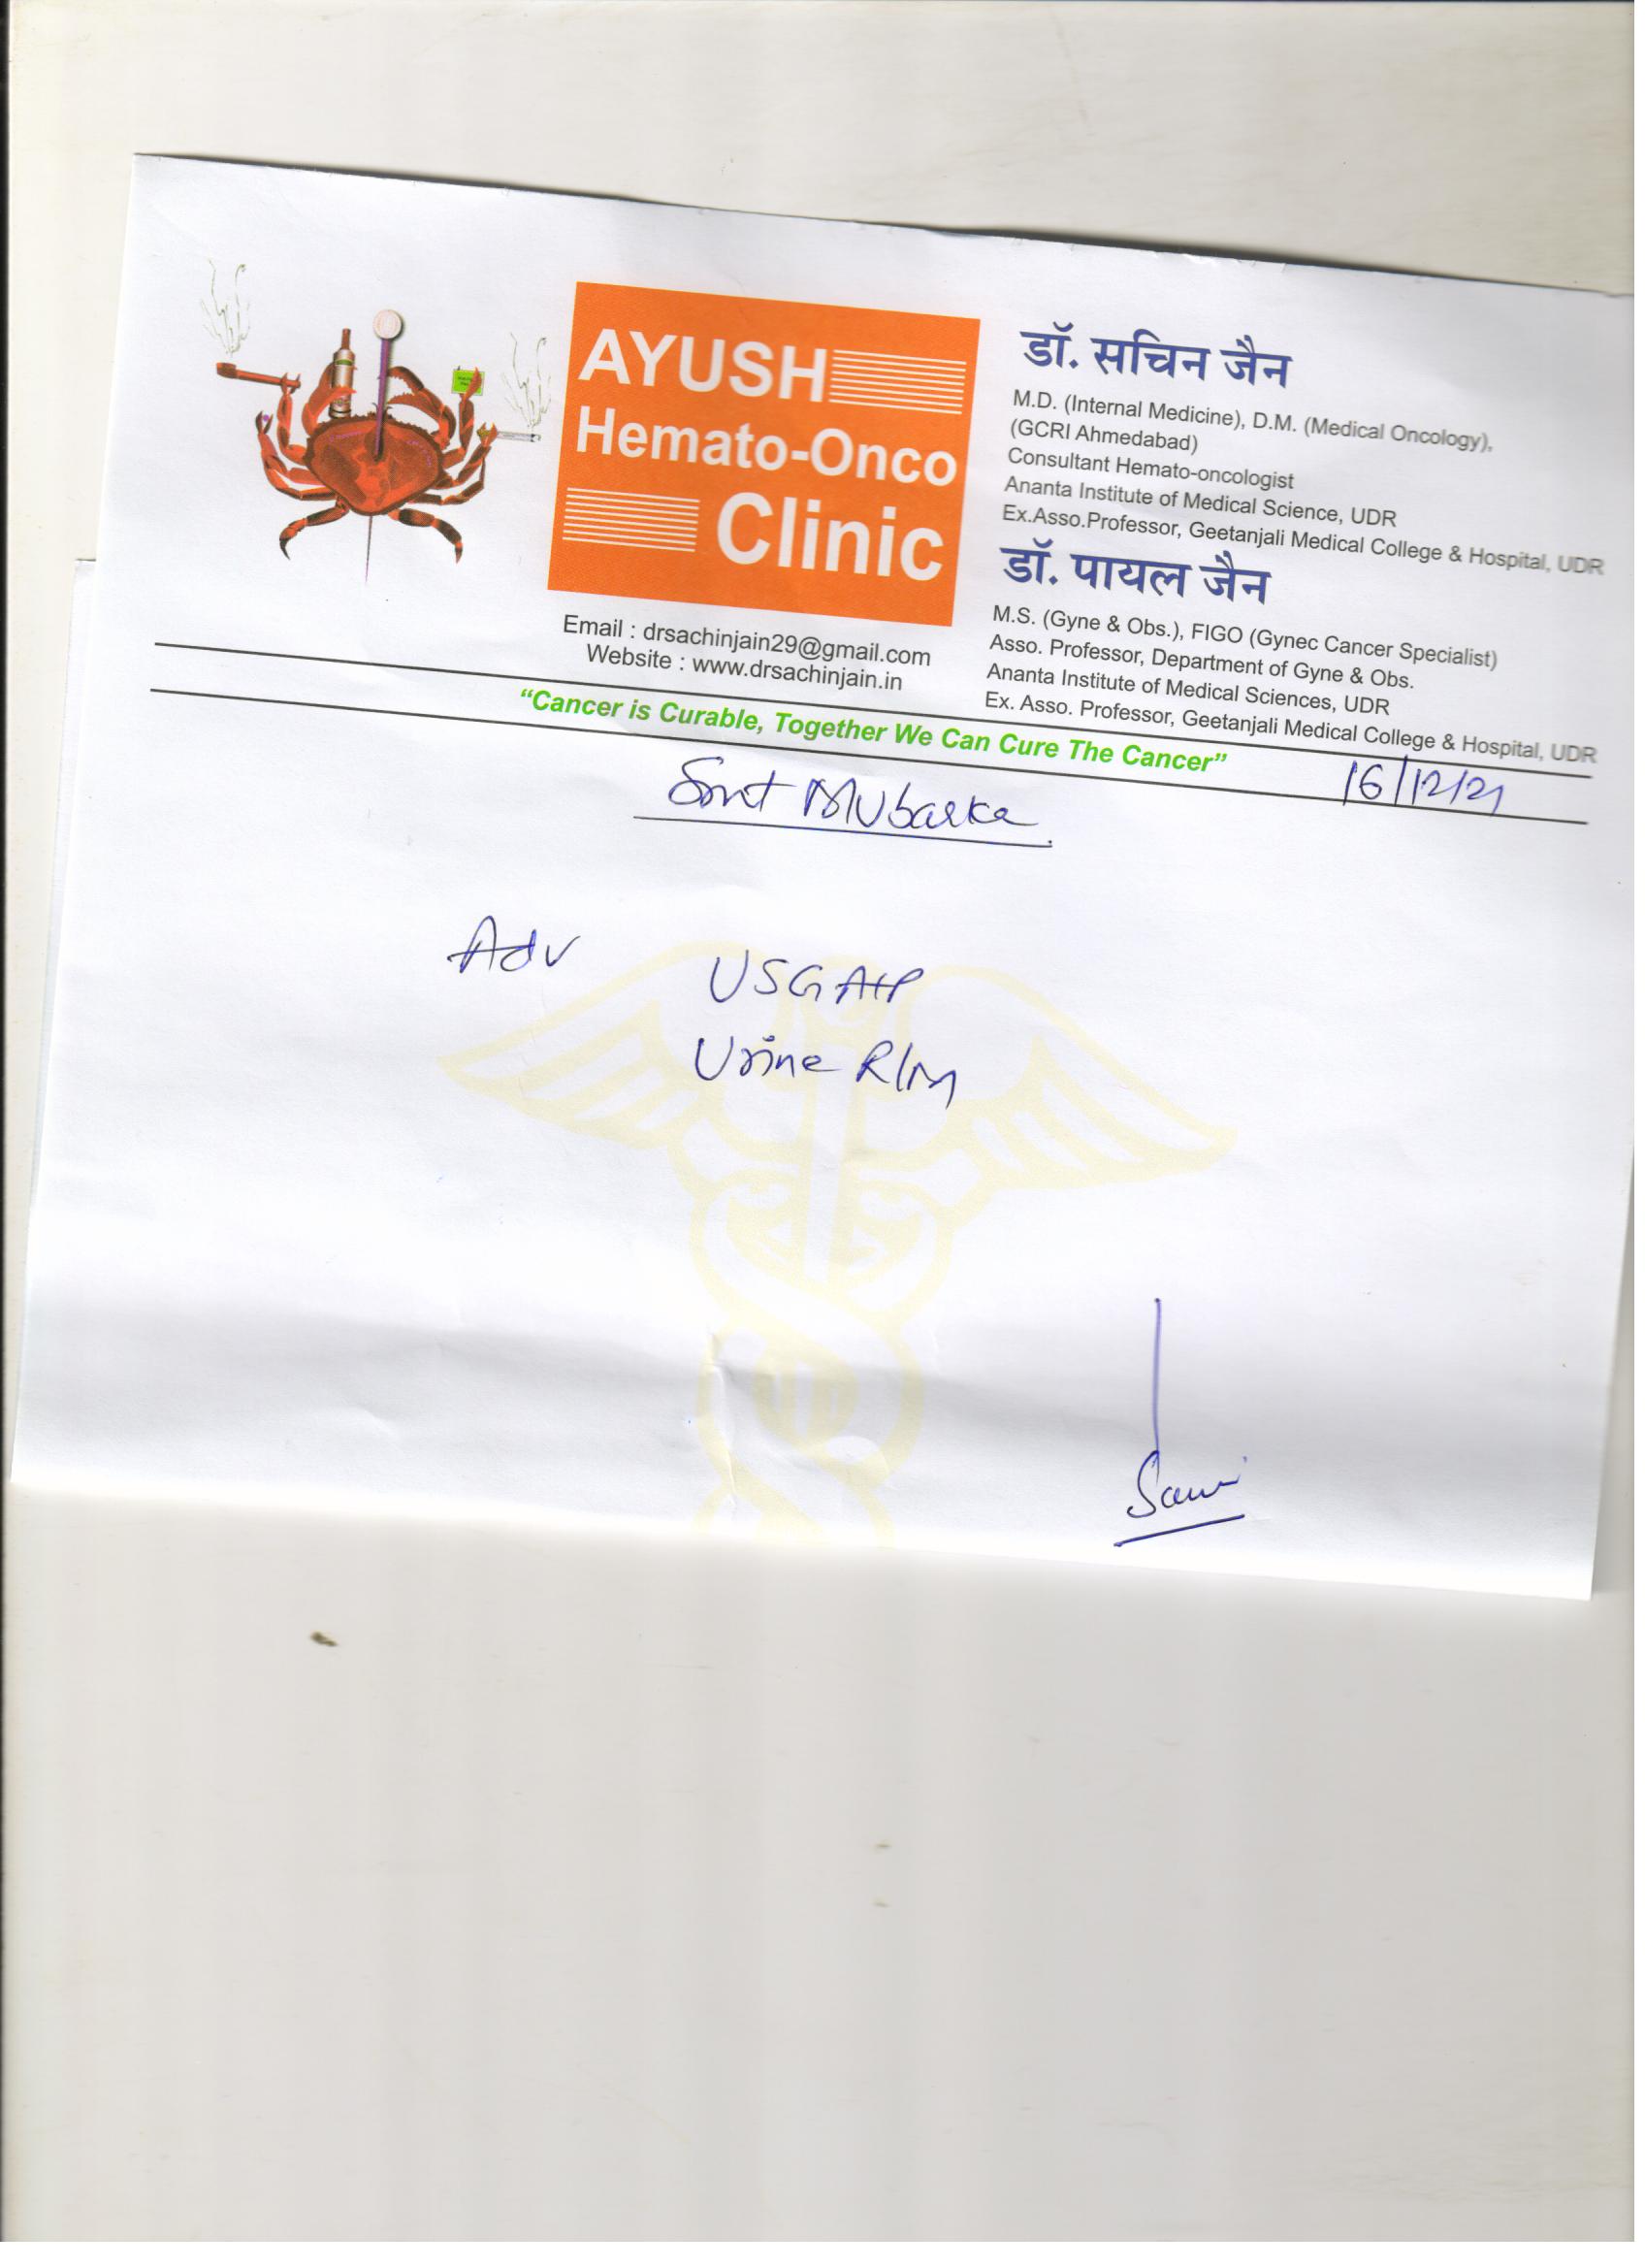 AYUSH
Hemato-Onco
Clinic
Email : drsachinjain29@gmail.com
Website : www.drsachinjain.in
डॉ. सचिन जैन
M.D. (Internal Medicine), D.M. (Medical Oncology),
(GCRI Ahmedabad)
Consultant Hemato-oncologist
Ananta Institute of Medical Science, UDR
Ex.Asso.Professor, Geetanjali Medical College & Hospital, UDR
डॉ. पायल जैन
M.S. (Gyne & Obs.), FIGO (Gynec Cancer Specialist)
Asso. Professor, Department of Gyne & Obs.
Ananta Institute of Medical Sciences, UDR
Ex. Asso. Professor, Geetanjali Medical College & Hospital, UDR
“Cancer is Curable, Together We Can Cure The Cancer”
16/12/21
Smt Mubarka
Adv
USG A+P
Urine R/M